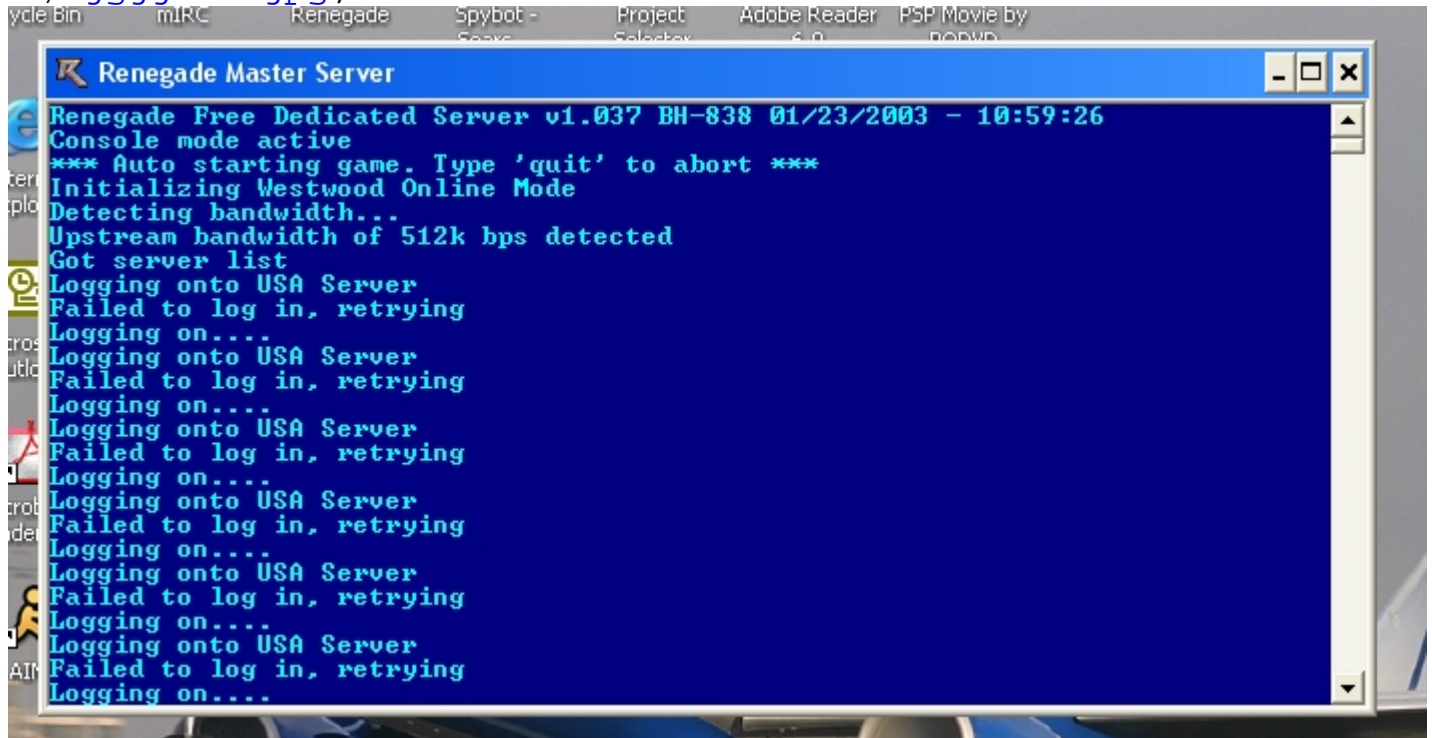 ycle Bin mIRC Renegade Spybot - Project Adobe Reader PSP Movie by
Renegade Master Server
Renegade Free Dedicated Server v1.037 BH-838 01/23/2003 - 10:59:26
Console mode active
*** Auto starting game. Type 'quit' to abort ***
Initializing Westwood Online Mode
Detecting bandwidth...
Upstream bandwidth of 512k bps detected
Got server list
Logging onto USA Server
Failed to log in, retrying
Logging on....
Logging onto USA Server
Failed to log in, retrying
Logging on....
Logging onto USA Server
Failed to log in, retrying
Logging on....
Logging onto USA Server
Failed to log in, retrying
Logging on....
Logging onto USA Server
Failed to log in, retrying
Logging on....
Logging onto USA Server
Failed to log in, retrying
Logging on....